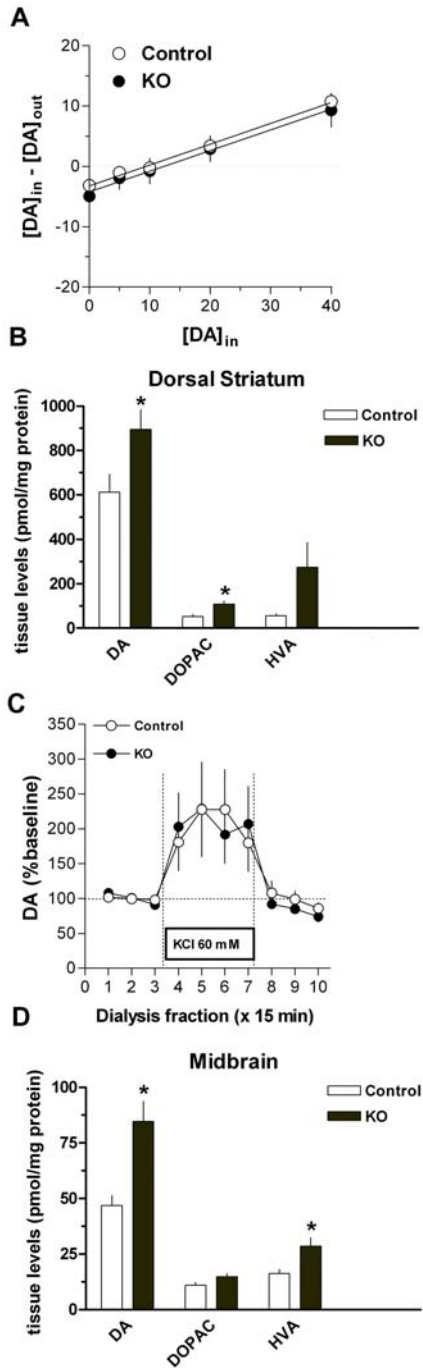 A
Control
KO
[DA]in - [DA]out
20
10
0
-10
-20
0 10 20 30 40
[DA]in
B
Dorsal Striatum
tissue levels (pmol/mg protein)
1000
800
600
400
200
0
*
*
Control
KO
DA DOPAC HVA
C
Control
KO
DA (%baseline)
350
300
250
200
150
100
50
0
KCl 60 mM
0 1 2 3 4 5 6 7 8 9 10
Dialysis fraction (x 15 min)
D
Midbrain
tissue levels (pmol/mg protein)
100
75
50
25
0
*
*
Control
KO
DA DOPAC HVA